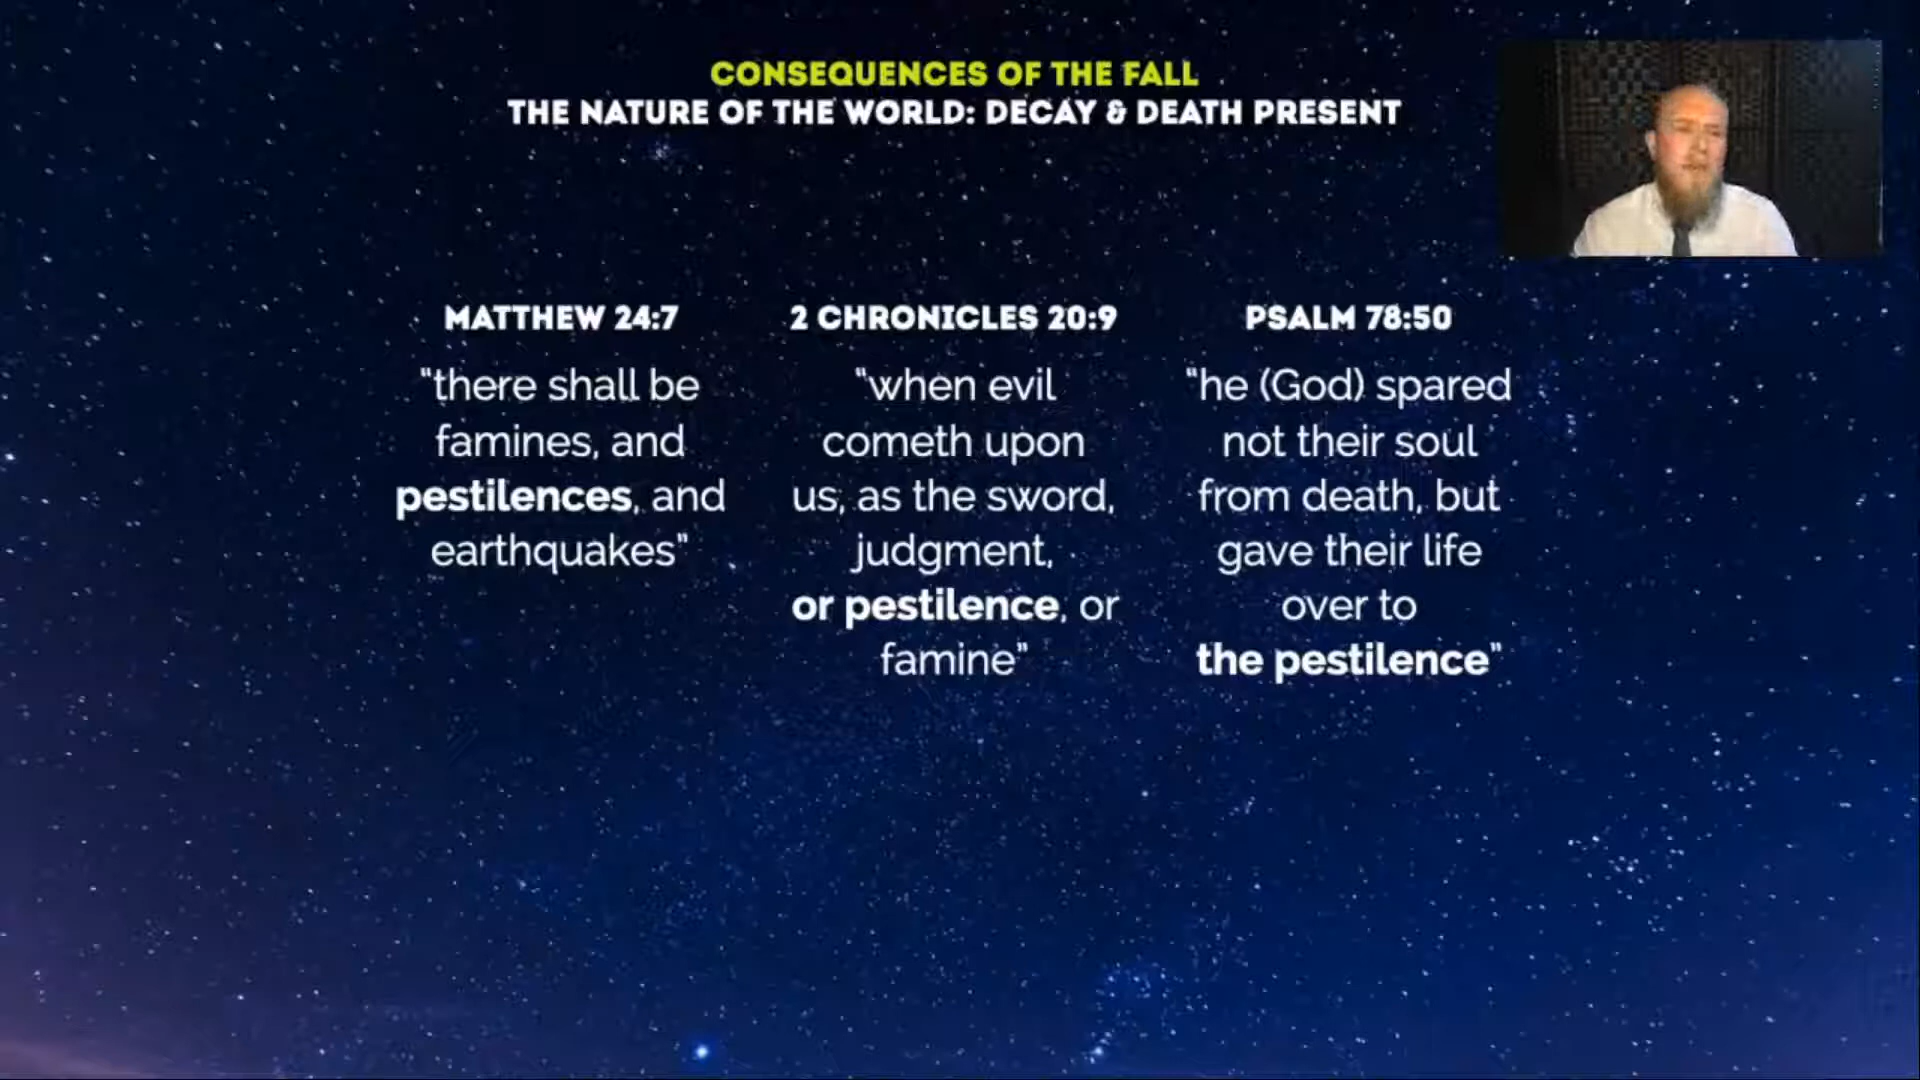 CONSEQUENCES OF THE FALL
THE NATURE OF THE WORLD: DECAY & DEATH PRESENT
MATTHEW 24:7
"there shall be
famines, and
pestilences, and
earthquakes"
2 CHRONICLES 20:9
"when evil
cometh upon
us, as the sword,
judgment,
or pestilence, or
famine"
PSALM 78:50
"he (God) spared
not their soul
from death, but
gave their life
over to
the pestilence"